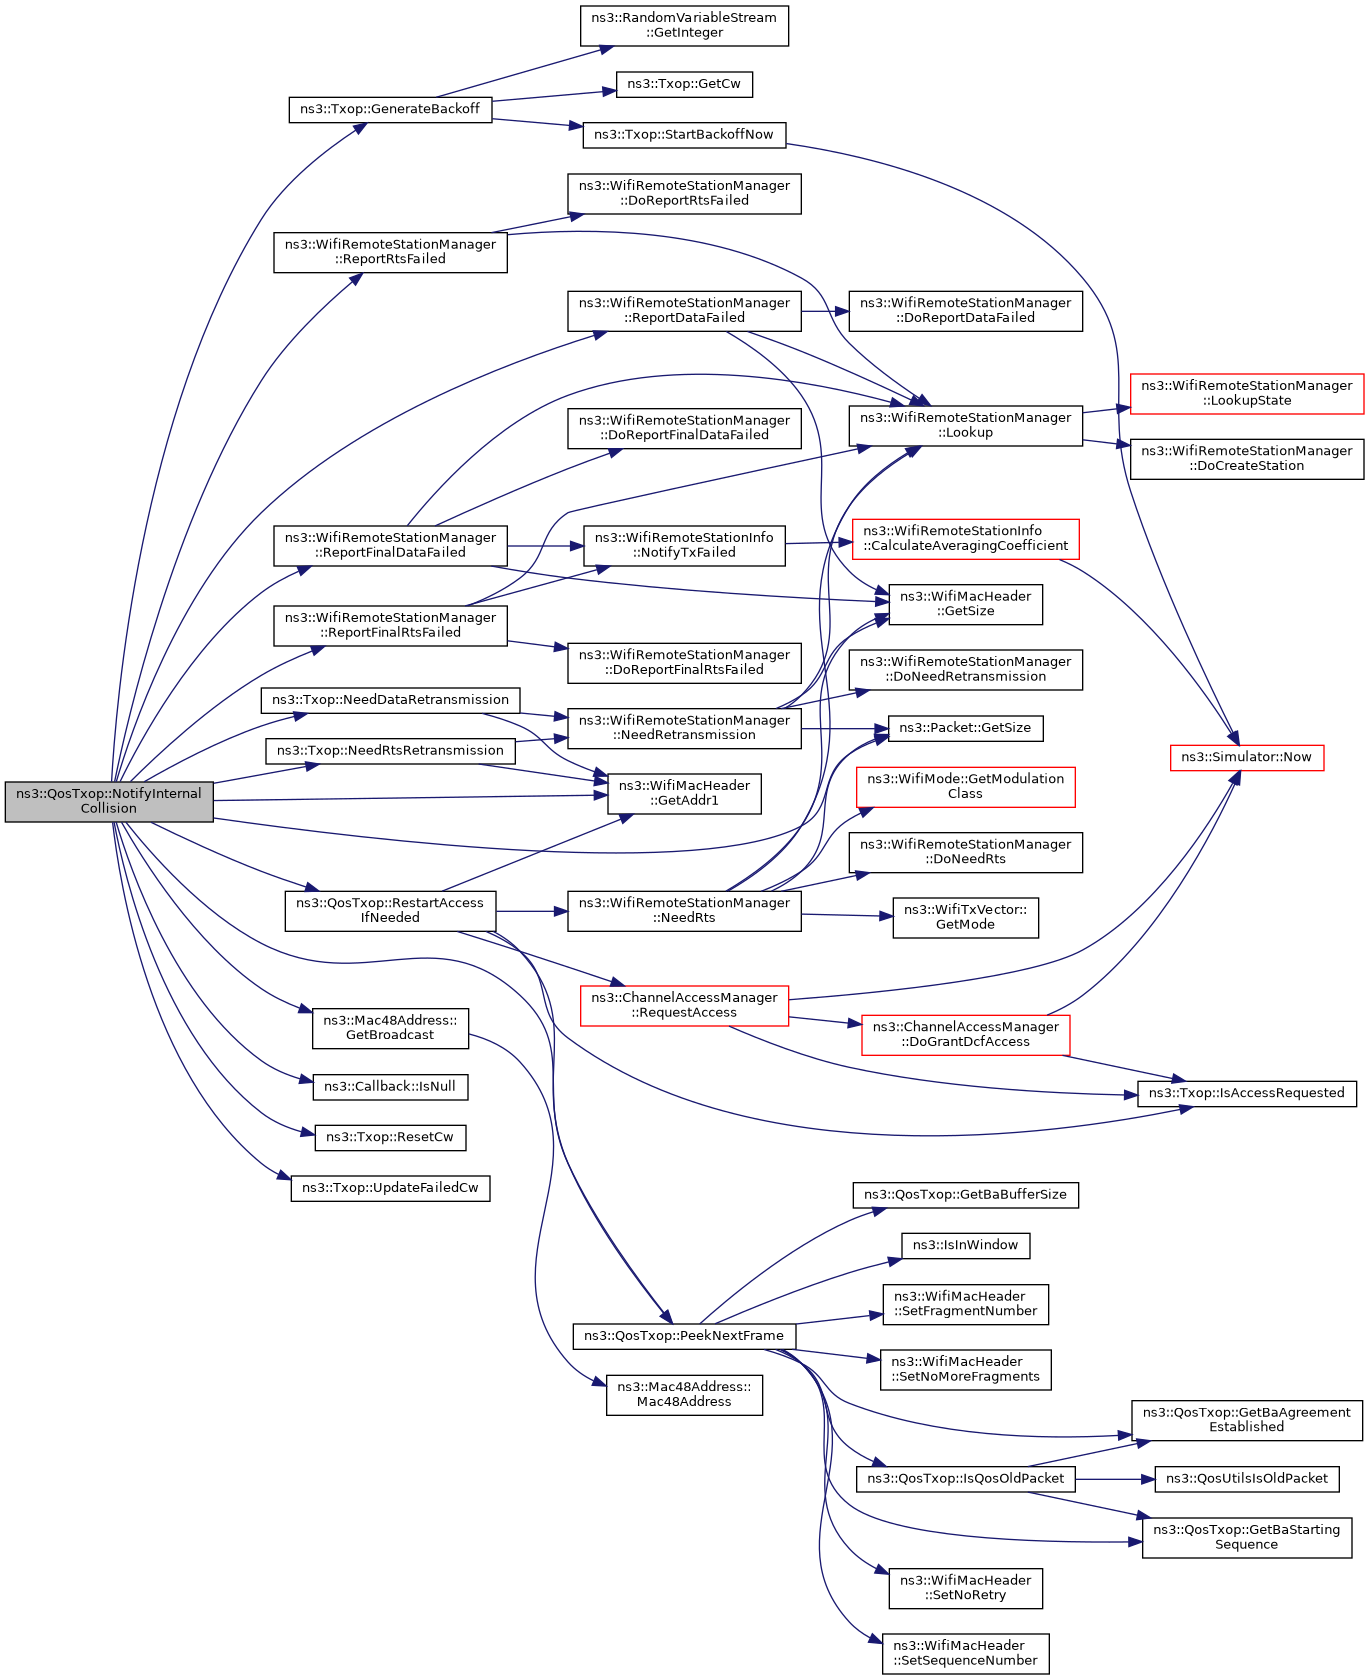 ns3::RandomVariableStream
::GetInteger
ns3::Txop::GetCw
ns3::Txop::GenerateBackoff
ns3::Txop::StartBackoffNow
ns3::WifiRemoteStationManager
::DoReportRtsFailed
ns3::WifiRemoteStationManager
::ReportRtsFailed
ns3::WifiRemoteStationManager
::ReportDataFailed
ns3::WifiRemoteStationManager
::DoReportDataFailed
ns3::WifiRemoteStationManager
::LookupState
ns3::WifiRemoteStationManager
::Lookup
ns3::WifiRemoteStationManager
::DoReportFinalDataFailed
ns3::WifiRemoteStationManager
::DoCreateStation
ns3::WifiRemoteStationManager
::ReportFinalDataFailed
ns3::WifiRemoteStationInfo
::NotifyTxFailed
ns3::WifiRemoteStationInfo
::CalculateAveragingCoefficient
ns3::WifiMacHeader
::GetSize
ns3::WifiRemoteStationManager
::ReportFinalRtsFailed
ns3::WifiRemoteStationManager
::DoReportFinalRtsFailed
ns3::WifiRemoteStationManager
::DoNeedRetransmission
ns3::Txop::NeedDataRetransmission
ns3::WifiRemoteStationManager
::NeedRetransmission
ns3::Packet::GetSize
ns3::Txop::NeedRtsRetransmission
ns3::Simulator::Now
ns3::WifiMode::GetModulation
Class
ns3::WifiMacHeader
::GetAddr1
ns3::QosTxop::NotifyInternal
Collision
ns3::WifiRemoteStationManager
::DoNeedRts
ns3::QosTxop::RestartAccess
IfNeeded
ns3::WifiRemoteStationManager
::NeedRts
ns3::WifiTxVector::
GetMode
ns3::ChannelAccessManager
::RequestAccess
ns3::Mac48Address::
GetBroadcast
ns3::ChannelAccessManager
::DoGrantDcfAccess
ns3::Callback::IsNull
ns3::Txop::IsAccessRequested
ns3::Txop::ResetCw
ns3::Txop::UpdateFailedCw
ns3::QosTxop::GetBaBufferSize
ns3::IsInWindow
ns3::WifiMacHeader
::SetFragmentNumber
ns3::QosTxop::PeekNextFrame
ns3::WifiMacHeader
::SetNoMoreFragments
ns3::Mac48Address::
Mac48Address
ns3::QosTxop::GetBaAgreement
Established
ns3::QosTxop::IsQosOldPacket
ns3::QosUtilsIsOldPacket
ns3::QosTxop::GetBaStarting
Sequence
ns3::WifiMacHeader
::SetNoRetry
ns3::WifiMacHeader
::SetSequenceNumber